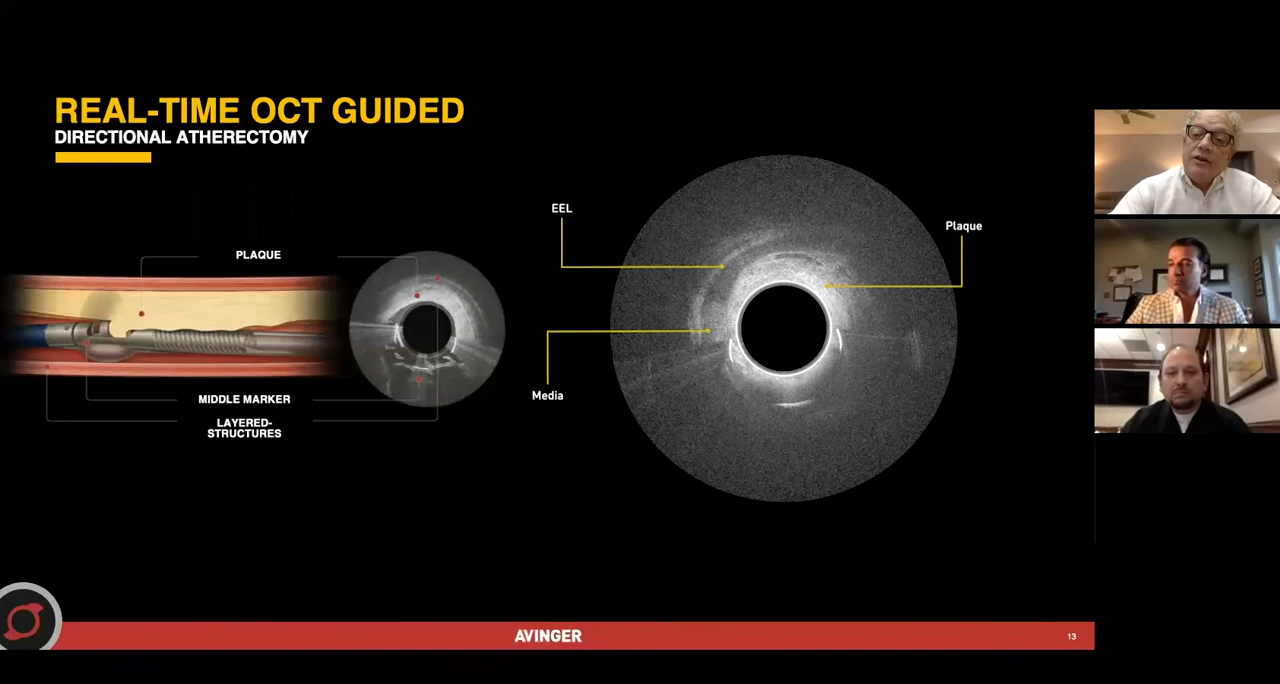 REAL-TIME OCT GUIDED
DIRECTIONAL ATHERECTOMY
PLAQUE
MIDDLE MARKER
LAYERED-
STRUCTURES
EEL
Plaque
Media
AVINGER
13